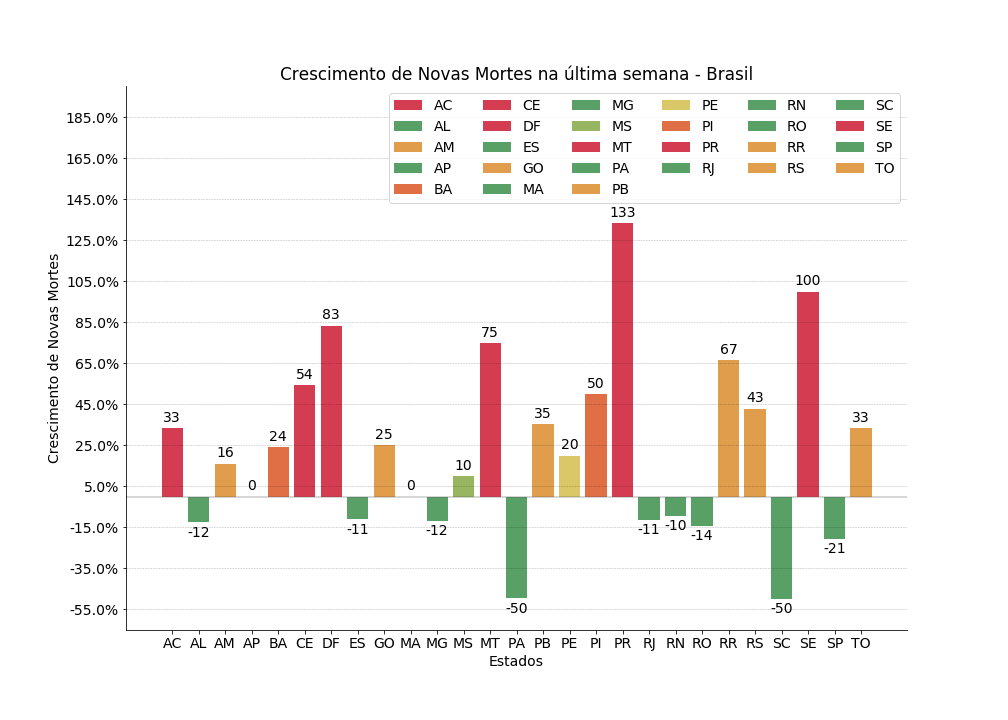 Crescimento de Novas Mortes na última semana - Brasil
AC CE MG PE RN SC
AL DF MS PI RO SE
AM ES MT PR RR SP
AP GO PA RJ RS TO
BA MA PB
Crescimento de Novas Mortes
185.0%
165.0%
145.0%
125.0%
105.0%
85.0%
65.0%
45.0%
25.0%
5.0%
-15.0%
-35.0%
-55.0%
33 -12 16 0 24 54 83 -11 25 0 -12 10 75 -50 35 20 50 133 -11 -10 -14 67 43 -50 100 -21 33
AC AL AM AP BA CE DF ES GO MA MG MS MT PA PB PE PI PR RJ RN RO RR RS SC SE SP TO
Estados